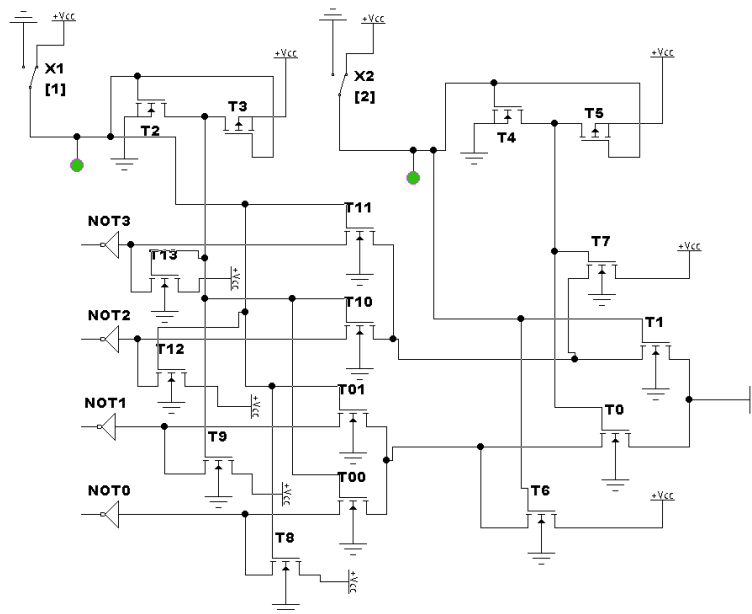 +Vcc
+Vcc
X1
[1]
X2
[2]
+Vcc
+Vcc
T2
T3
T4
T5
NOT3
T13
+Vcc
T11
T7
+Vcc
NOT2
T12
+Vcc
T10
T1
NOT1
T9
+Vcc
T01
T0
NOT0
T8
+Vcc
T00
T6
+Vcc